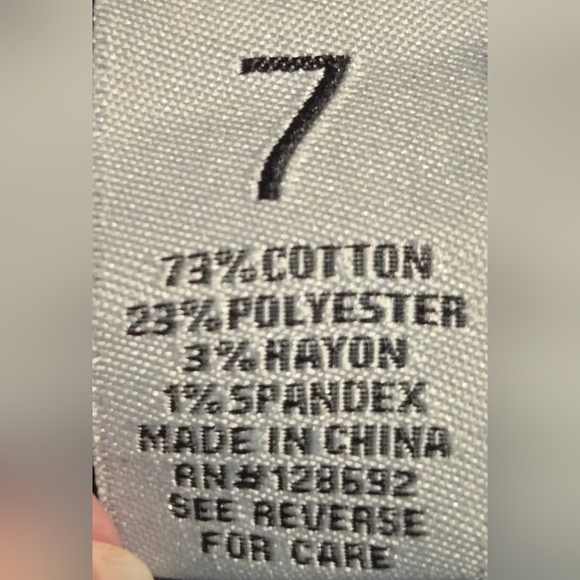 7
73% COTTON
23% POLYESTER
3% RAYON
1% SPANDEX
MADE IN CHINA
RN#128692
SEE REVERSE
FOR CARE